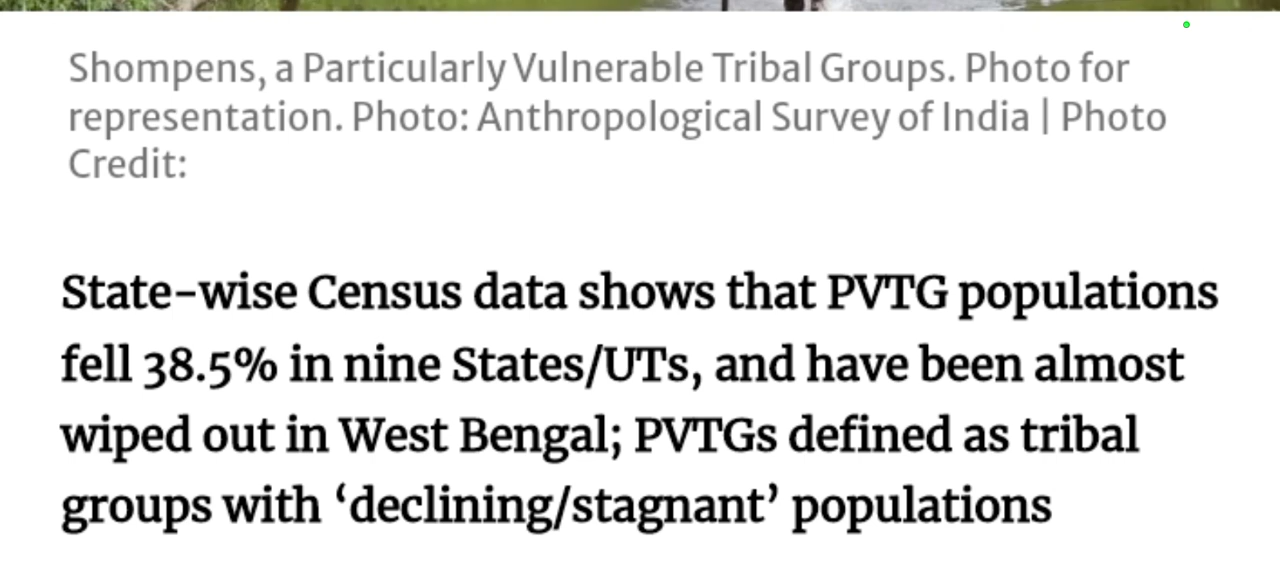 Shompens, a Particularly Vulnerable Tribal Groups. Photo for
representation. Photo: Anthropological Survey of India | Photo
Credit:
State-wise Census data shows that PVTG populations
fell 38.5% in nine States/UTs, and have been almost
wiped out in West Bengal; PVTGs defined as tribal
groups with ‘declining/stagnant’ populations